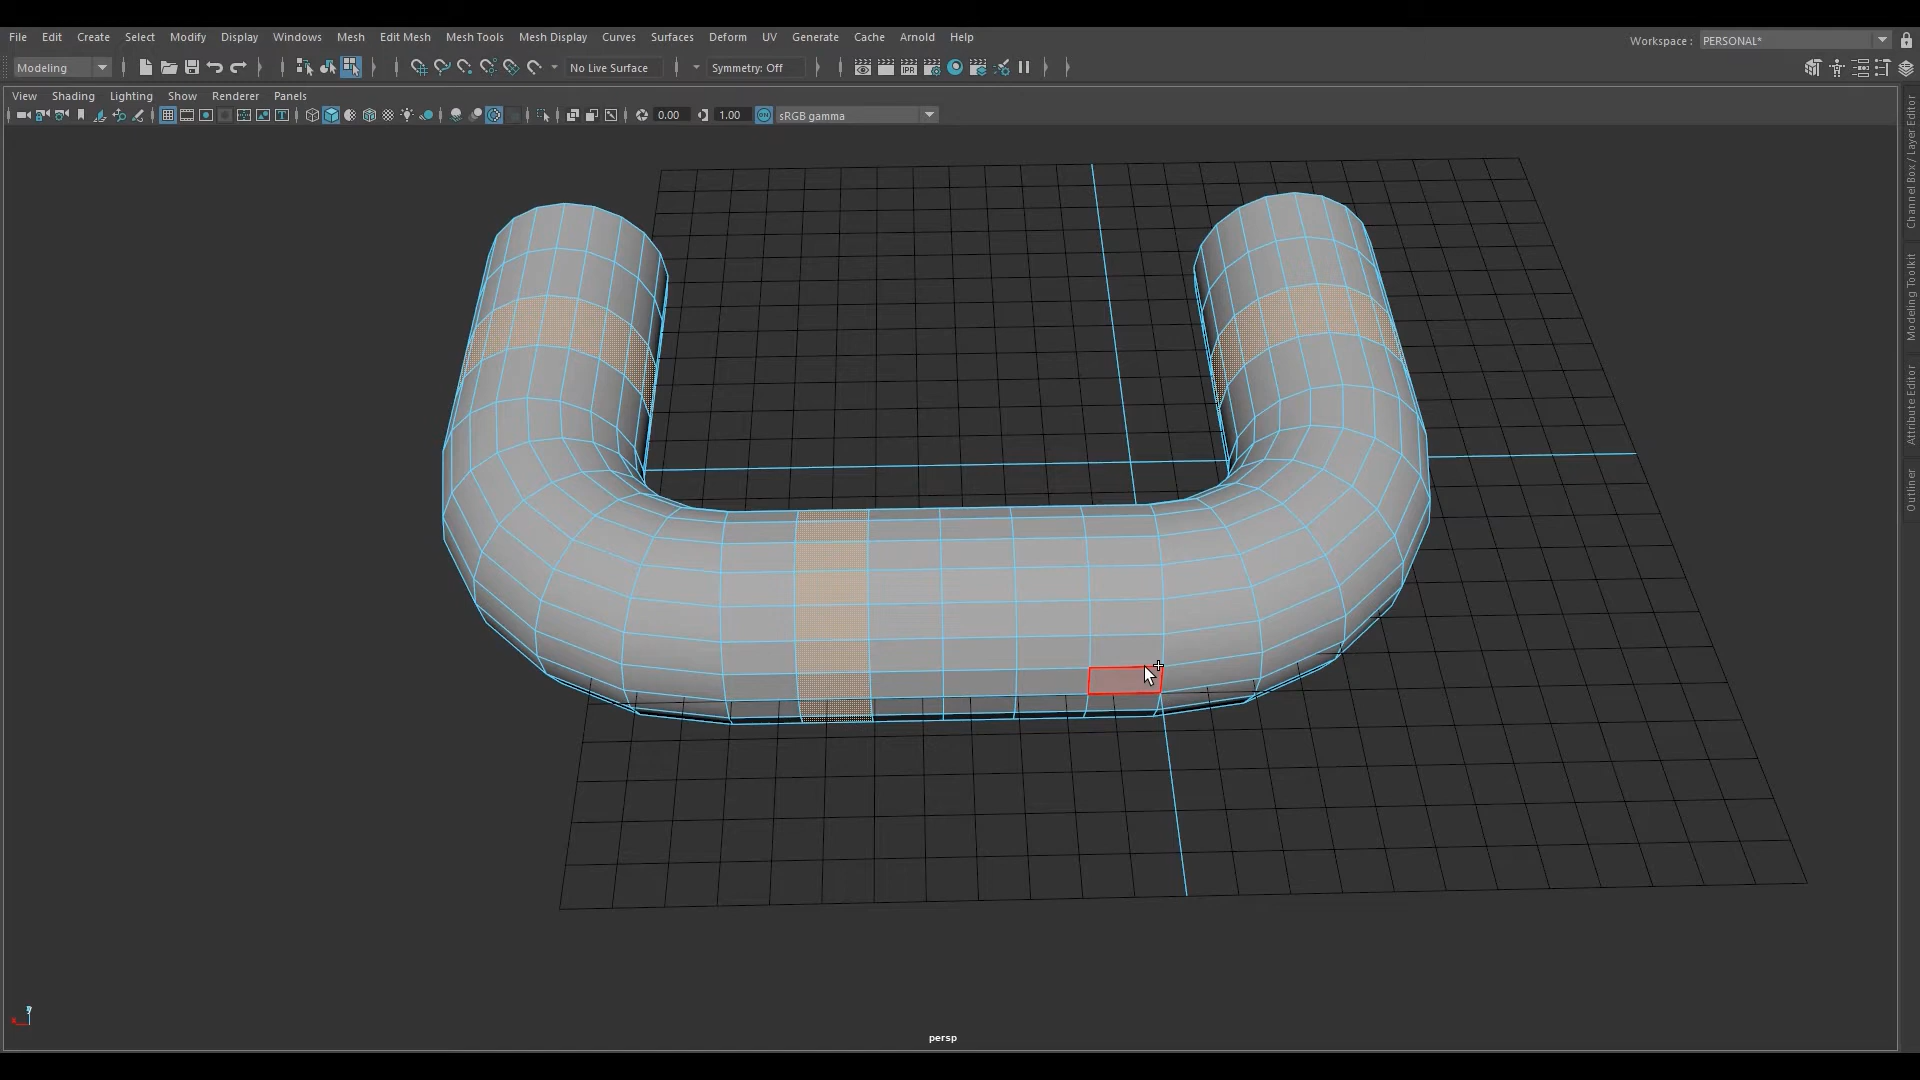 File Edit Create Select Modify Display Windows Mesh Edit Mesh Mesh Tools Mesh Display Curves Surfaces Deform UV Generate Cache Arnold Help
Workspace : PERSONAL*
Modeling
No Live Surface
Symmetry: Off
IPR
View Shading Lighting Show Renderer Panels
0.00
1.00
ON
sRGB gamma
Channel Box / Layer Editor
Modeling Toolkit
Attribute Editor
Outliner
persp